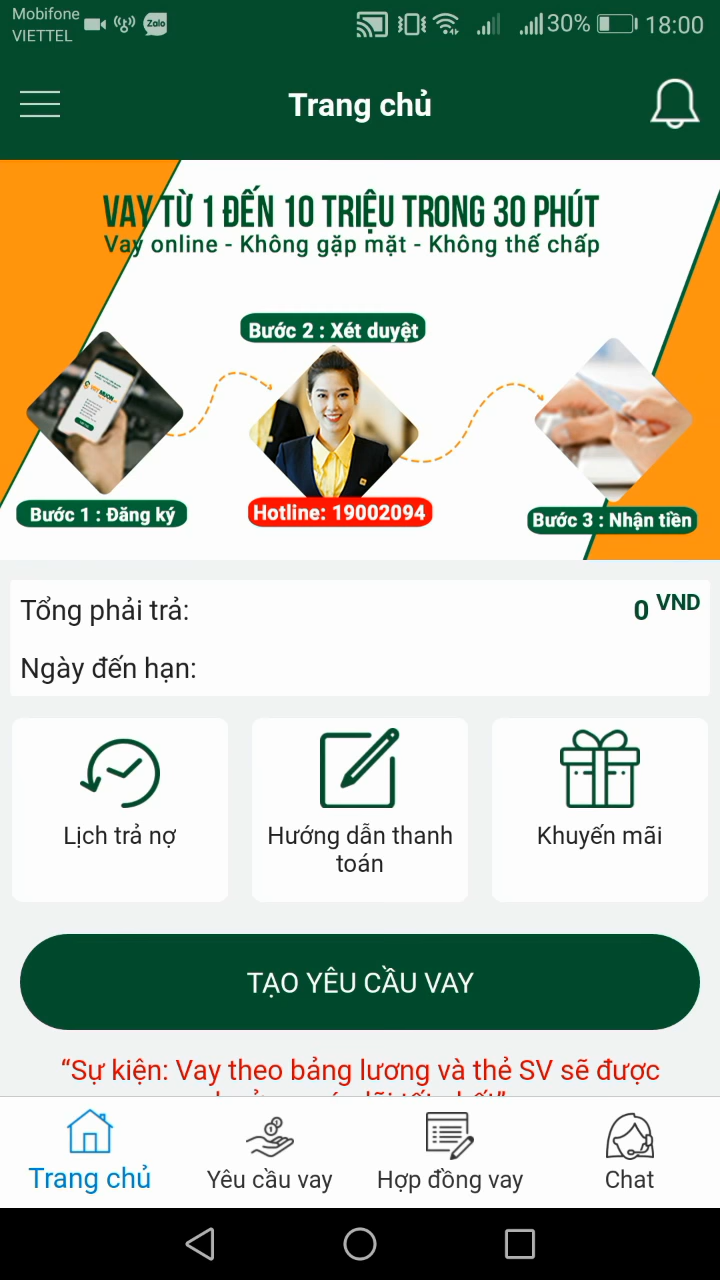 Mobifone
VIETTEL
Zalo
30%
18:00
Trang chủ
VAY TỪ 1 ĐẾN 10 TRIỆU TRONG 30 PHÚT
Vay online - Không gặp mặt - Không thế chấp
Bước 2 : Xét duyệt
Bước 1 : Đăng ký
Hotline: 19002094
Bước 3 : Nhận tiền
Tổng phải trả:
0 VND
Ngày đến hạn:
Lịch trả nợ
Hướng dẫn thanh
toán
Khuyến mãi
TẠO YÊU CẦU VAY
“Sự kiện: Vay theo bảng lương và thẻ SV sẽ được
Trang chủ
Yêu cầu vay
Hợp đồng vay
Chat